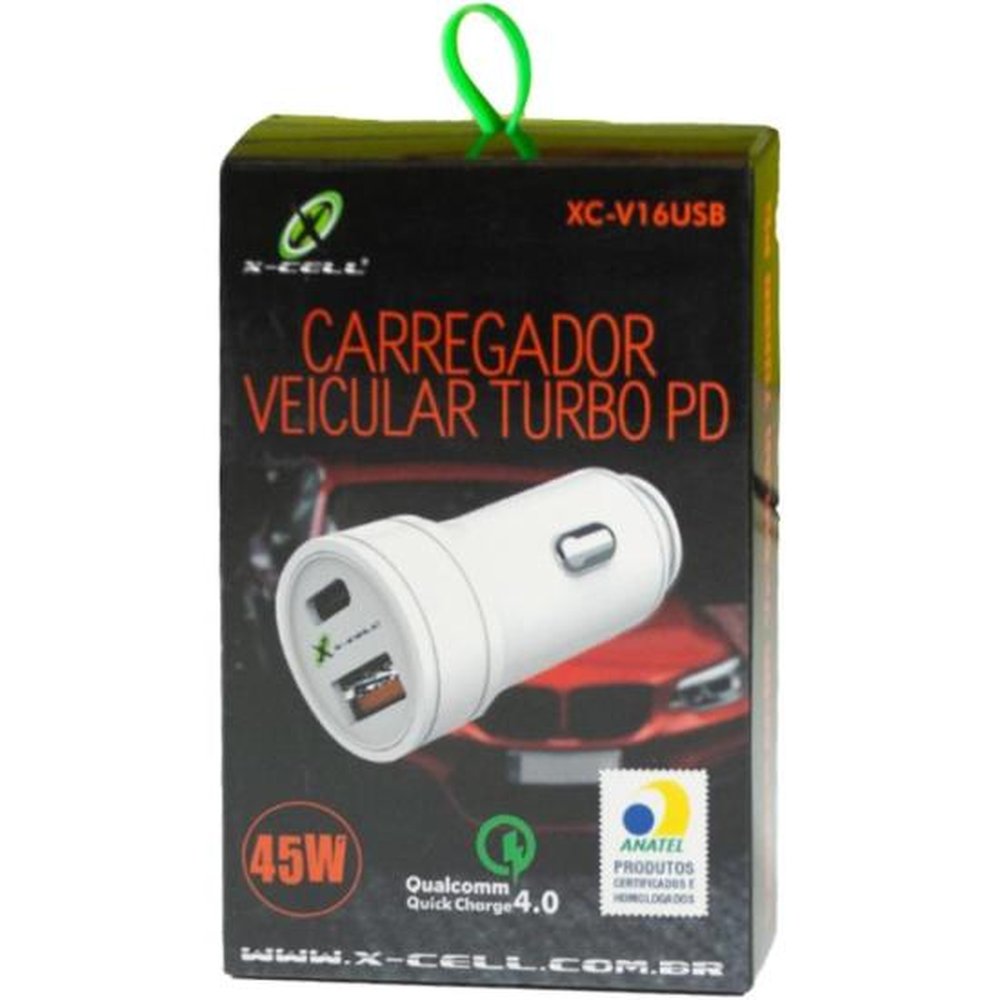 X-CELL®
XC-V16USB
CARREGADOR
VEICULAR TURBO PD
X-CELL
45W
Qualcomm
Quick Charge 4.0
ANATEL
PRODUTOS
CERTIFICADOS E
HOMOLOGADOS
WWW.X-CELL.COM.BR